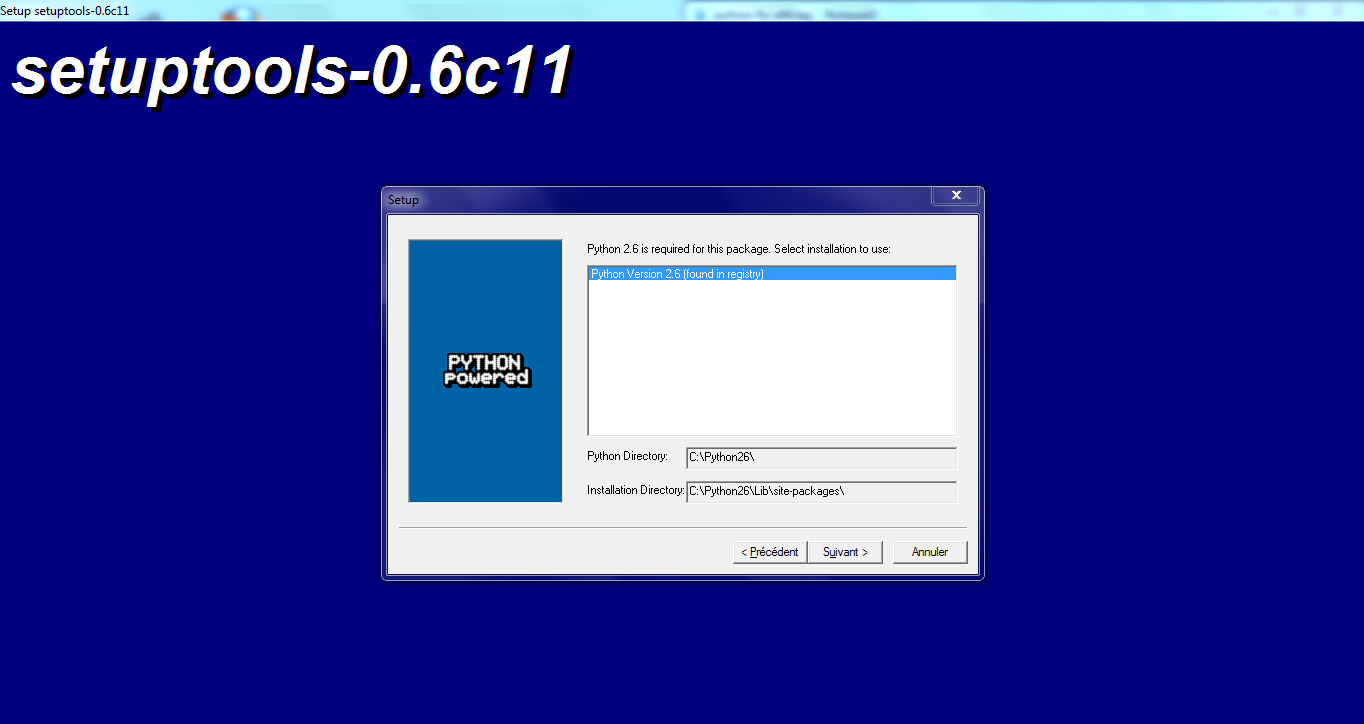 Setup setuptools-0.6c11
setuptools-0.6c11
Setup
Python 2.6 is required for this package. Select installation to use:
Python Version 2.6 (found in registry)
PYTHON
powered
Python Directory: C:\Python26\
Installation Directory: C:\Python26\Lib\site-packages\
< Précédent Suivant > Annuler